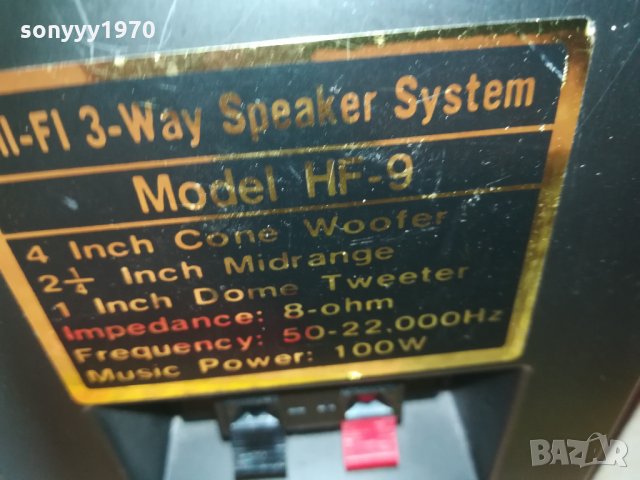 sonyyy1970
HI-FI 3-Way Speaker System
Model HF-9
4 Inch Cone Woofer
2¼ Inch Midrange
1 Inch Dome Tweeter
Impedance: 8-ohm
Frequency: 50-22.000Hz
Music Power: 100W
BAZAR